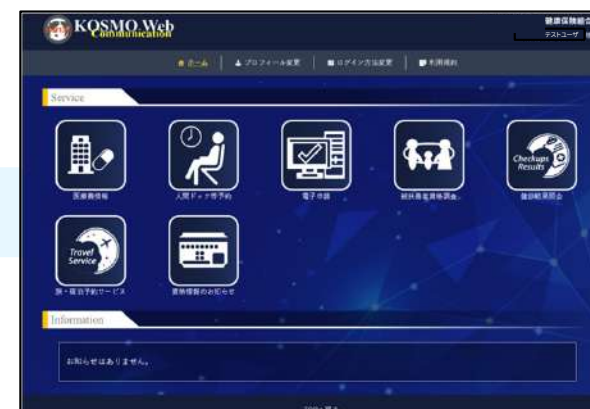 KOSMO Web
Communication
健康保険組合
テストユーザ 様
ホーム
プロフィール変更
ログイン方法変更
利用規約
Service
医療費情報
人間ドック等予約
電子申請
被扶養者資格調査
Checkups
Results
健診結果照会
Travel
Service
旅・宿泊予約サービス
資格情報のお知らせ
Information
お知らせはありません。